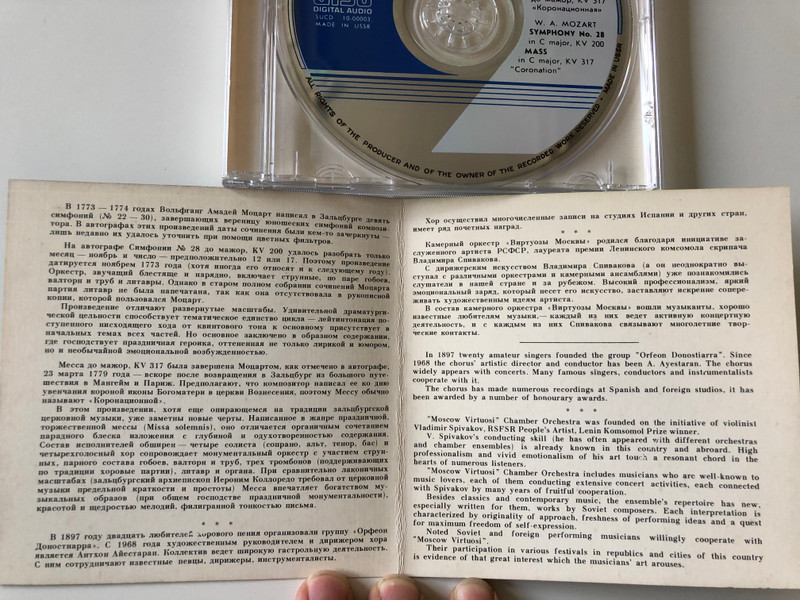 DIGITAL AUDIO
SUCD 10-00003
MADE IN USSR
до мажор, KV 317
«Коронационная»
W. A. MOZART
SYMPHONY No. 28
in C major, KV 200
MASS
in C major, KV 317
"Coronation"
ALL RIGHTS OF THE PRODUCER AND OF THE OWNER OF THE RECORDED WORK RESERVED • MADE IN USSR
В 1773 — 1774 годах Вольфганг Амадей Моцарт написал в Зальцбурге девять
симфоний (№ 22 — 30), завершающих вереницу юношеских симфоний компози-
тора. В автографах этих произведений даты сочинения были кем-то зачеркнуты —
лишь недавно их удалось уточнить при помощи цветных фильтров.
На автографе Симфонии № 28 до мажор, KV 200 удалось разобрать только
месяц — ноябрь и число — предположительно 12 или 17. Поэтому произведение
датируется ноябрем 1773 года (хотя иногда его относят и к следующему году).
Оркестр, звучащий блестяще и нарядно, включает струнные, по паре гобоев,
валторн и труб и литавры. Однако в старом полном собрании сочинений Моцарта
партия литавр не была напечатана, так как она отсутствовала в рукописной
копии, которой пользовался Моцарт.
Произведение отличают развернутые масштабы. Удивительной драматурги-
ческой цельности способствует тематическое единство цикла — лейтинтонация по-
ступенного нисходящего хода от квинтового тона к основному присутствует в
начальных темах всех частей. Но основное заключено в образном содержании,
где господствует праздничная героика, оттененная не только лирикой и юмором,
но и необычайной эмоциональной возбужденностью.
Месса до мажор, KV 317 была завершена Моцартом, как отмечено в автографе,
23 марта 1779 года — вскоре после возвращения в Зальцбург из большого путе-
шествия в Мангейм и Париж. Предполагают, что композитор написал ее ко дню
увенчания короной иконы Богоматери в церкви Вознесения, поэтому Мессу обычно
называют «Коронационной».
В этом произведении, хотя еще опирающемся на традиции зальцбургской
церковной музыки, уже заметны новые черты. Написанное в жанре праздничной,
торжественной мессы (Missa solemnis), оно отличается органичным сочетанием
парадного блеска изложения с глубиной и одухотворенностью содержания.
Состав исполнителей обширен — четыре солиста (сопрано, альт, тенор, бас) и
четырехголосный хор сопровождает монументальный оркестр с участием струн-
ных, парного состава гобоев, валторн и труб, трех тромбонов (поддерживающих
по традиции хоровые партии), литавр и органа. При сравнительно лаконичных
масштабах (зальцбургский архиепископ Иероним Коллоредо требовал от церковной
музыки предельной краткости и простоты) Месса впечатляет богатством му-
зыкальных образов (при общем господстве праздничной монументальности),
красотой и щедростью мелодий, филигранной тонкостью письма.
* * *
В 1897 году двадцать любителей хорового пения организовали группу «Орфеон
Доностиарра». С 1968 года художественным руководителем и дирижером хора
является Антхон Айестаран. Коллектив ведет широкую гастрольную деятельность.
С ним сотрудничают известные певцы, дирижеры, инструменталисты.
Хор осуществил многочисленные записи на студиях Испании и других стран,
имеет ряд почетных наград.
* * *
Камерный оркестр «Виртуозы Москвы» родился благодаря инициативе за-
служенного артиста РСФСР, лауреата премии Ленинского комсомола скрипача
Владимира Спивакова.
С дирижерским искусством Владимира Спивакова (а он неоднократно вы-
ступал с различными оркестрами и камерными ансамблями) уже познакомились
слушатели в нашей стране и за рубежом. Высокий профессионализм, яркий
эмоциональный заряд, который несет его искусство, заставляют искренне сопере-
живать художественным идеям артиста.
В состав камерного оркестра «Виртуозы Москвы» вошли музыканты, хорошо
известные любителям музыки,— каждый из них ведет активную концертную
деятельность, и с каждым из них Спивакова связывают многолетние твор-
ческие контакты.
In 1897 twenty amateur singers founded the group "Orfeon Donostiarra". Since
1968 the chorus' artistic director and conductor has been A. Ayestaran. The chorus
widely appears with concerts. Many famous singers, conductors and instrumentalists
cooperate with it.
The chorus has made numerous recordings at Spanish and foreign studios, it has
been awarded by a number of honourary awards.
* * *
"Moscow Virtuosi" Chamber Orchestra was founded on the initiative of violinist
Vladimir Spivakov, RSFSR People's Artist, Lenin Komsomol Prize winner.
V. Spivakov's conducting skill (he has often appeared with different orchestras
and chamber ensembles) is already known in this country and abroad. High
professionalism and vivid emotionalism of his art touch a resonant chord in the
hearts of numerous listeners.
"Moscow Virtuosi" Chamber Orchestra includes musicians who are well-known to
music lovers, each of them conducting extensive concert activities, each connected
with Spivakov by many years of fruitful cooperation.
Besides classics and contemporary music, the ensemble's repertoire has new,
especially written for them, works by Soviet composers. Each interpretation is
characterized by originality of approach, freshness of performing ideas and a quest
for maximum freedom of self-expression.
Noted Soviet and foreign performing musicians willingly cooperate with
"Moscow Virtuosi".
Their participation in various festivals in republics and cities of this country
is evidence of that great interest which the musicians' art arouses.